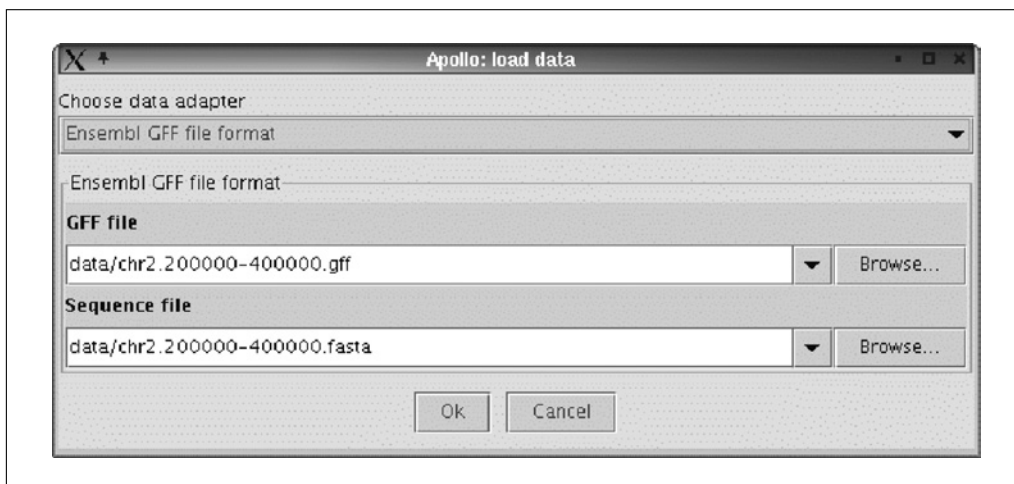 Apollo: load data
Choose data adapter
Ensembl GFF file format
Ensembl GFF file format
GFF file
data/chr2.200000-400000.gff
Browse...
Sequence file
data/chr2.200000-400000.fasta
Browse...
Ok Cancel